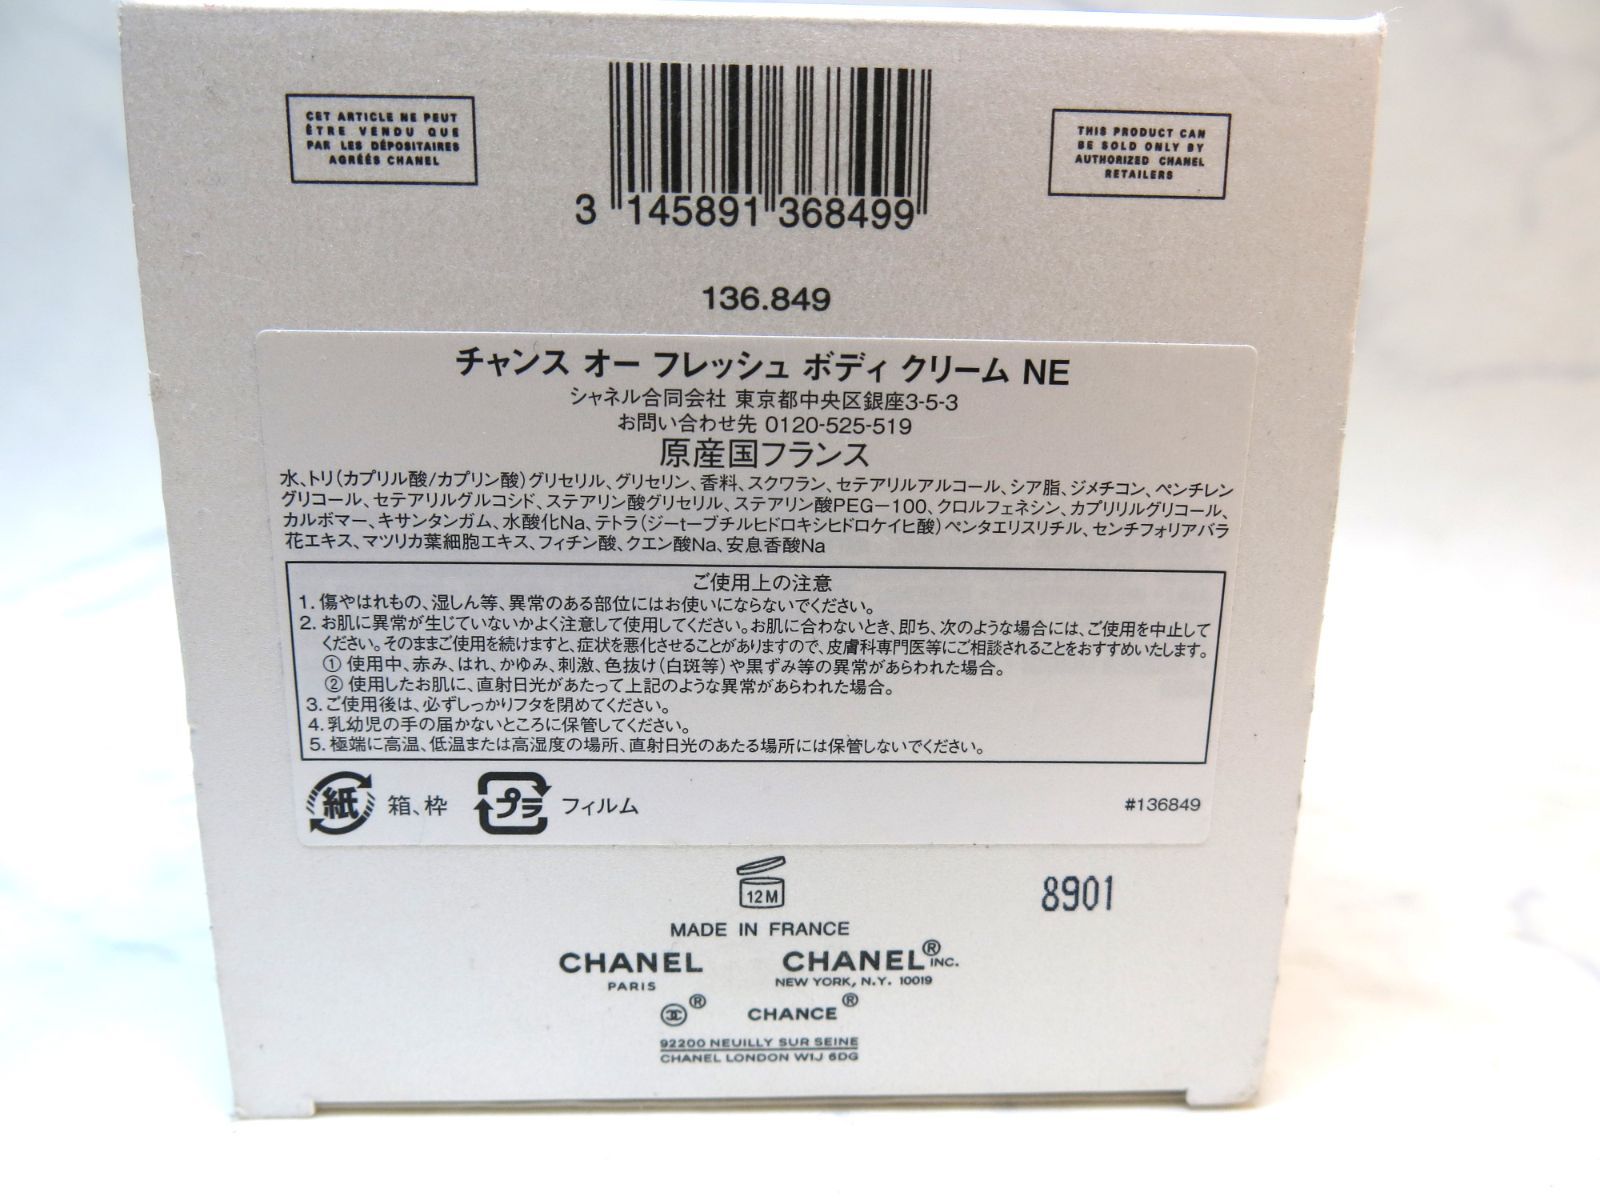 CET ARTICLE NE PEUT
ÊTRE VENDU QUE
PAR LES DÉPOSITAIRES
AGRÉÉS CHANEL
THIS PRODUCT CAN
BE SOLD ONLY BY
AUTHORIZED CHANEL
RETAILERS
3 145891 368499
136.849
チャンス オー フレッシュ ボディ クリーム NE
シャネル合同会社 東京都中央区銀座3-5-3
お問い合わせ先 0120-525-519
原産国フランス
水、トリ(カプリル酸/カプリン酸)グリセリル、グリセリン、香料、スクワラン、セテアリルアルコール、シア脂、ジメチコン、ペンチレン
グリコール、セテアリルグルコシド、ステアリン酸グリセリル、ステアリン酸PEG－100、クロルフェネシン、カプリリルグリコール、
カルボマー、キサンタンガム、水酸化Na、テトラ(ジーtーブチルヒドロキシヒドロケイヒ酸)ペンタエリスリチル、センチフォリアバラ
花エキス、マツリカ葉細胞エキス、フィチン酸、クエン酸Na、安息香酸Na
ご使用上の注意
1. 傷やはれもの、湿しん等、異常のある部位にはお使いにならないでください。
2. お肌に異常が生じていないかよく注意して使用してください。お肌に合わないとき、即ち、次のような場合には、ご使用を中止して
ください。そのままご使用を続けますと、症状を悪化させることがありますので、皮膚科専門医等にご相談されることをおすすめいたします。
① 使用中、赤み、はれ、かゆみ、刺激、色抜け(白斑等)や黒ずみ等の異常があらわれた場合。
② 使用したお肌に、直射日光があたって上記のような異常があらわれた場合。
3. ご使用後は、必ずしっかりフタを閉めてください。
4. 乳幼児の手の届かないところに保管してください。
5. 極端に高温、低温または高湿度の場所、直射日光のあたる場所には保管しないでください。
紙 箱、枠 プラ フィルム #136849
12M
8901
MADE IN FRANCE
CHANEL CHANEL® INC.
PARIS NEW YORK, N.Y. 10019
® CHANCE®
92200 NEUILLY SUR SEINE
CHANEL LONDON W1J 6DG